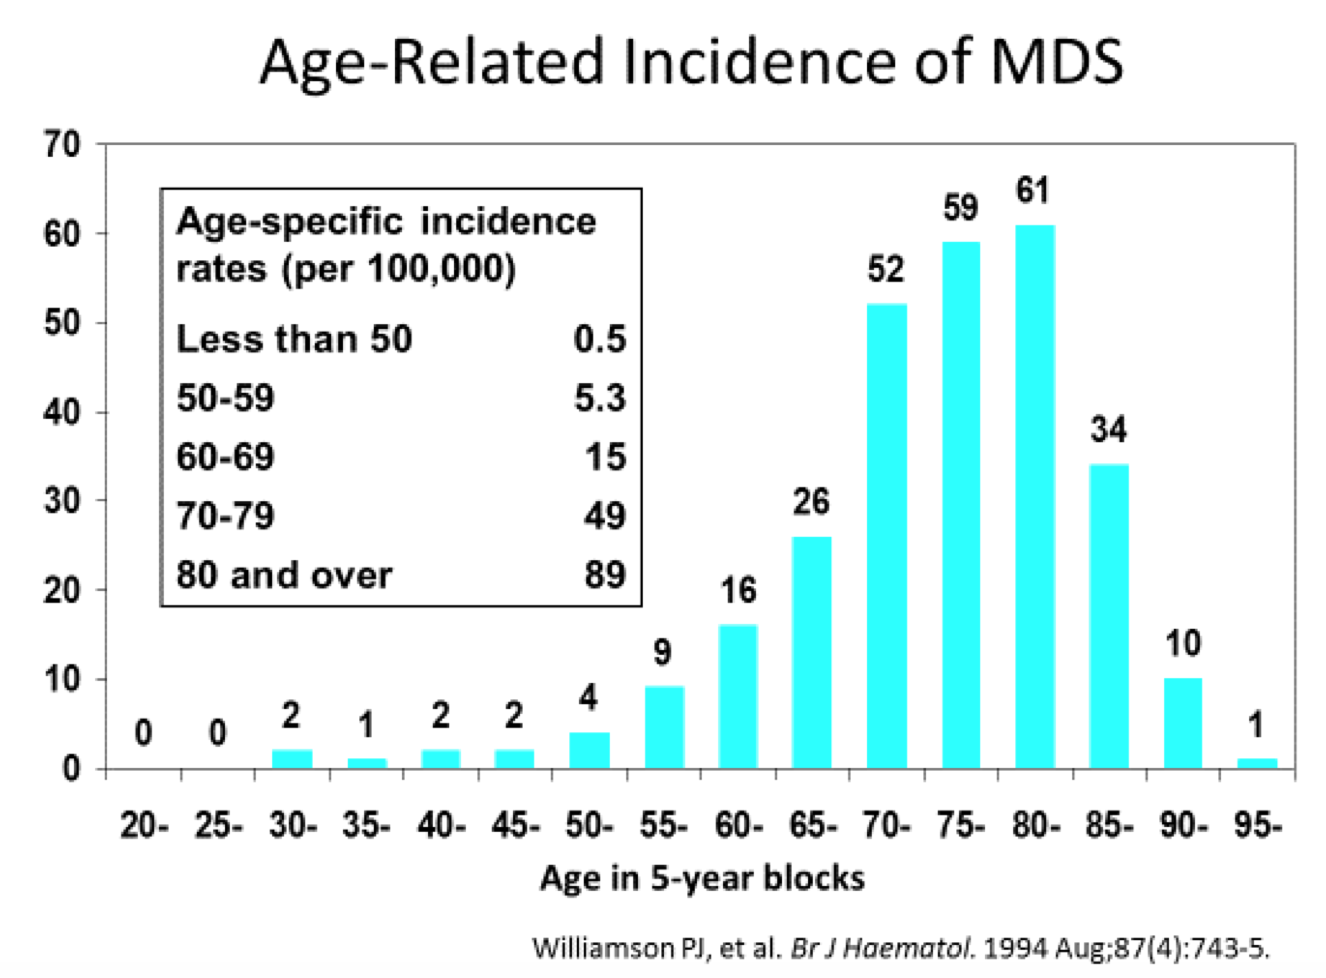 Age-Related Incidence of MDS
70
60
50
40
30
20
10
0
Age-specific incidence
rates (per 100,000)
Less than 50 0.5
50-59 5.3
60-69 15
70-79 49
80 and over 89
0 0 2 1 2 2 4 9 16 26 52 59 61 34 10 1
20- 25- 30- 35- 40- 45- 50- 55- 60- 65- 70- 75- 80- 85- 90- 95-
Age in 5-year blocks
Williamson PJ, et al. Br J Haematol. 1994 Aug;87(4):743-5.